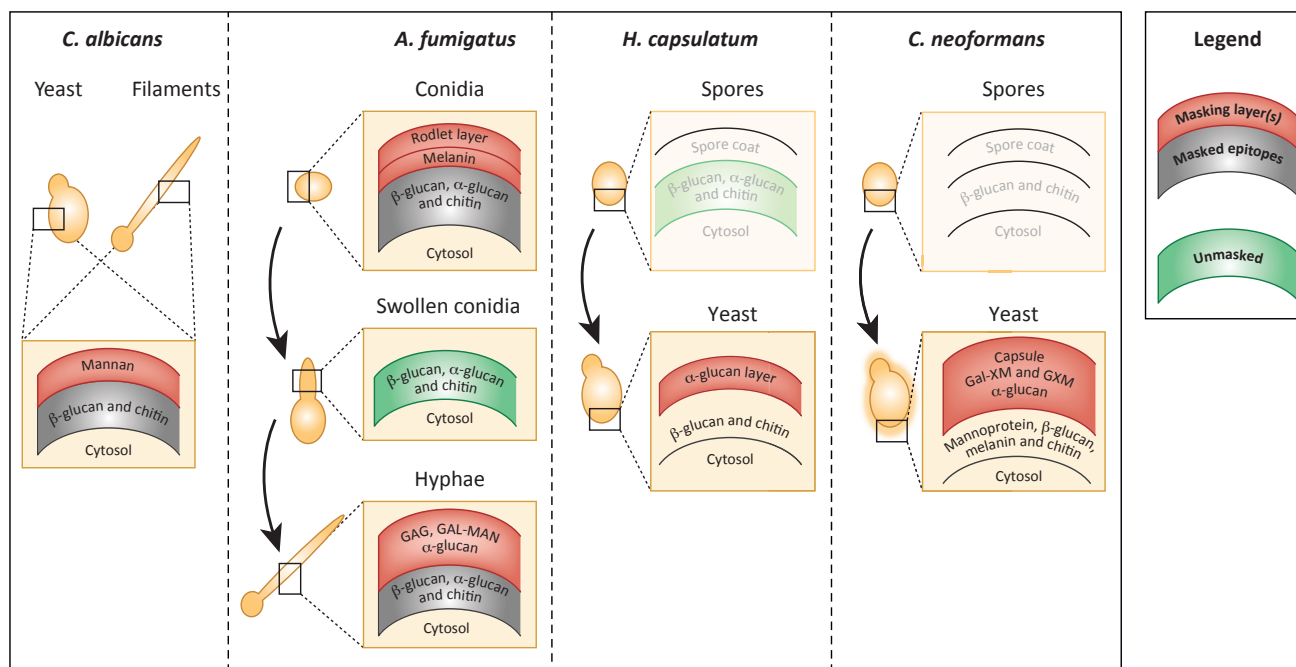 C. albicans
Yeast
Filaments
Mannan
β-glucan and chitin
Cytosol
A. fumigatus
Conidia
Rodlet layer
Melanin
β-glucan, α-glucan
and chitin
Cytosol
Swollen conidia
β-glucan, α-glucan
and chitin
Cytosol
Hyphae
GAG, GAL-MAN
α-glucan
β-glucan, α-glucan
and chitin
Cytosol
H. capsulatum
Spores
Spore coat
β-glucan, α-glucan
and chitin
Cytosol
Yeast
α-glucan layer
β-glucan and chitin
Cytosol
C. neoformans
Spores
Spore coat
β-glucan and chitin
Cytosol
Yeast
Capsule
Gal-XM and GXM
α-glucan
Mannoprotein, β-glucan,
melanin and chitin
Cytosol
Legend
Masking layer(s)
Masked epitopes
Unmasked